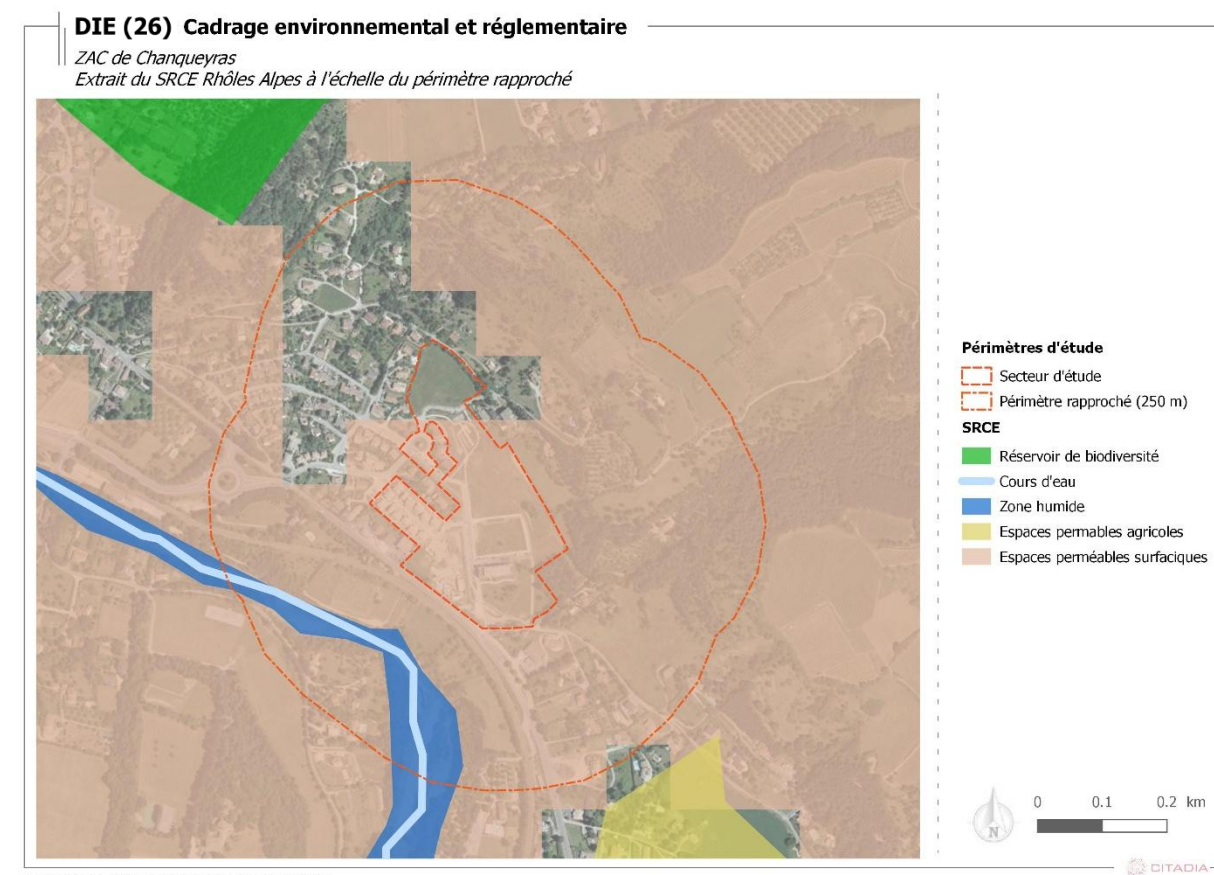 DIE (26) Cadrage environnemental et réglementaire
ZAC de Chanqueyras
Extrait du SRCE Rhôles Alpes à l'échelle du périmètre rapproché
Périmètres d'étude
Secteur d'étude
Périmètre rapproché (250 m)
SRCE
Réservoir de biodiversité
Cours d'eau
Zone humide
Espaces permables agricoles
Espaces perméables surfaciques
0 0.1 0.2 km
N
CITADIA